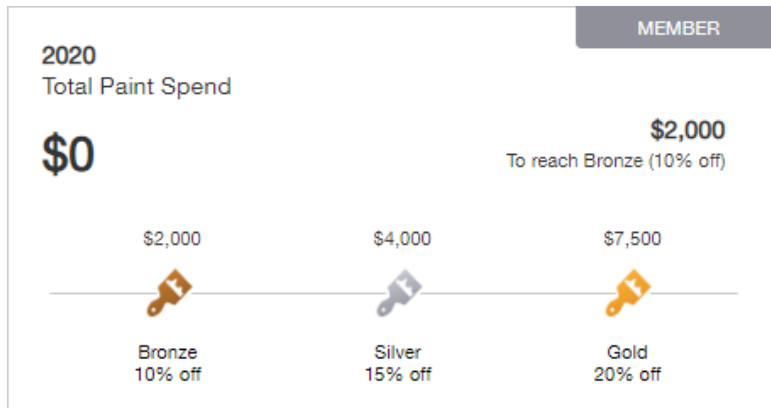 MEMBER
2020
Total Paint Spend
$0
$2,000
To reach Bronze (10% off)
$2,000
$4,000
$7,500
Bronze
10% off
Silver
15% off
Gold
20% off